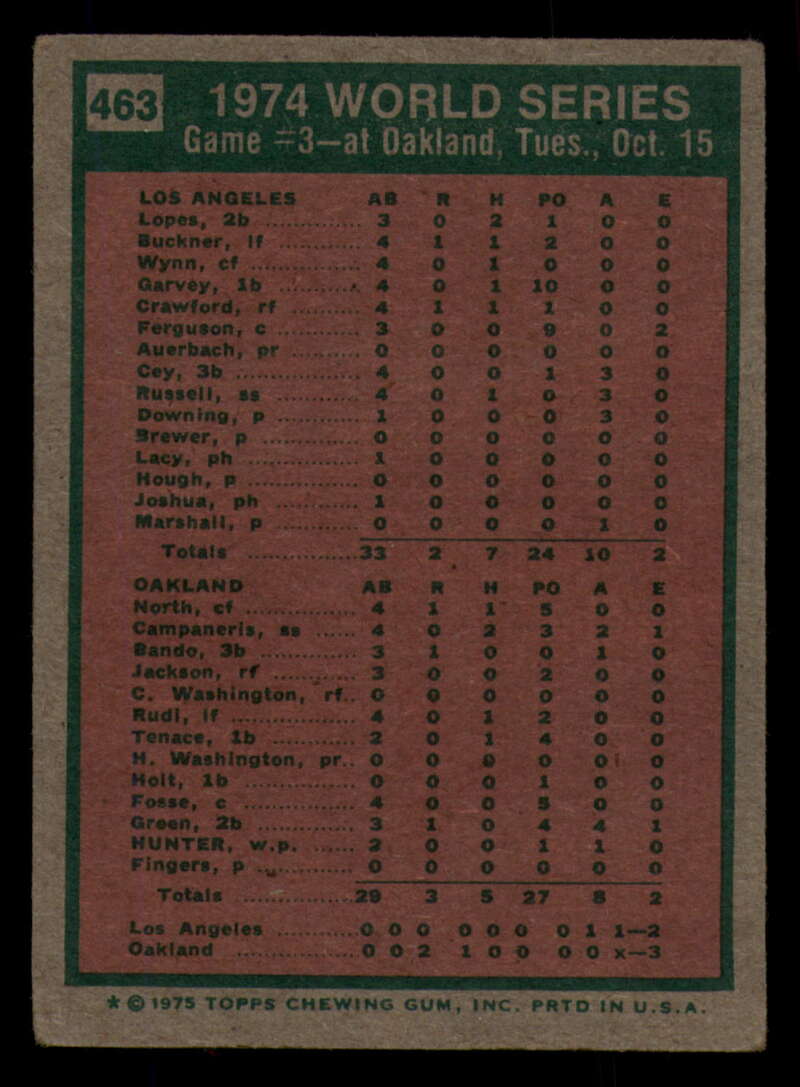 463
1974 WORLD SERIES
Game #3—at Oakland, Tues., Oct. 15
LOS ANGELES AB R H PO A E
Lopes, 2b .............. 3 0 2 1 0 0
Buckner, lf ............ 4 1 1 2 0 0
Wynn, cf ............... 4 0 1 0 0 0
Garvey, 1b ............ 4 0 1 10 0 0
Crawford, rf ........... 4 1 1 1 0 0
Ferguson, c ............ 3 0 0 9 0 2
Auerbach, pr .......... 0 0 0 0 0 0
Cey, 3b ................. 4 0 0 1 3 0
Russell, ss ............. 4 0 1 0 3 0
Downing, p ............ 1 0 0 0 3 0
Brewer, p .............. 0 0 0 0 0 0
Lacy, ph ................ 1 0 0 0 0 0
Hough, p ............... 0 0 0 0 0 0
Joshua, ph ............ 1 0 0 0 0 0
Marshall, p ............ 0 0 0 0 1 0
Totals ................ 33 2 7 24 10 2
OAKLAND AB R H PO A E
North, cf ................ 4 1 1 5 0 0
Campaneris, ss ...... 4 0 2 3 2 1
Bando, 3b .............. 3 1 0 0 1 0
Jackson, rf ............ 3 0 0 2 0 0
C. Washington, rf.. 0 0 0 0 0 0
Rudi, lf .................. 4 0 1 2 0 0
Tenace, 1b ............ 2 0 1 4 0 0
H. Washington, pr.. 0 0 0 0 0 0
Holt, 1b ................ 0 0 0 1 0 0
Fosse, c ................ 4 0 0 5 0 0
Green, 2b .............. 3 1 0 4 4 1
HUNTER, w.p. ...... 2 0 0 1 1 0
Fingers, p .............. 0 0 0 0 0 0
Totals ................ 29 3 5 27 8 2
Los Angeles ............ 0 0 0 0 0 0 0 1 1—2
Oakland .................. 0 0 2 1 0 0 0 0 x—3
* © 1975 TOPPS CHEWING GUM, INC. PRTD IN U.S.A.